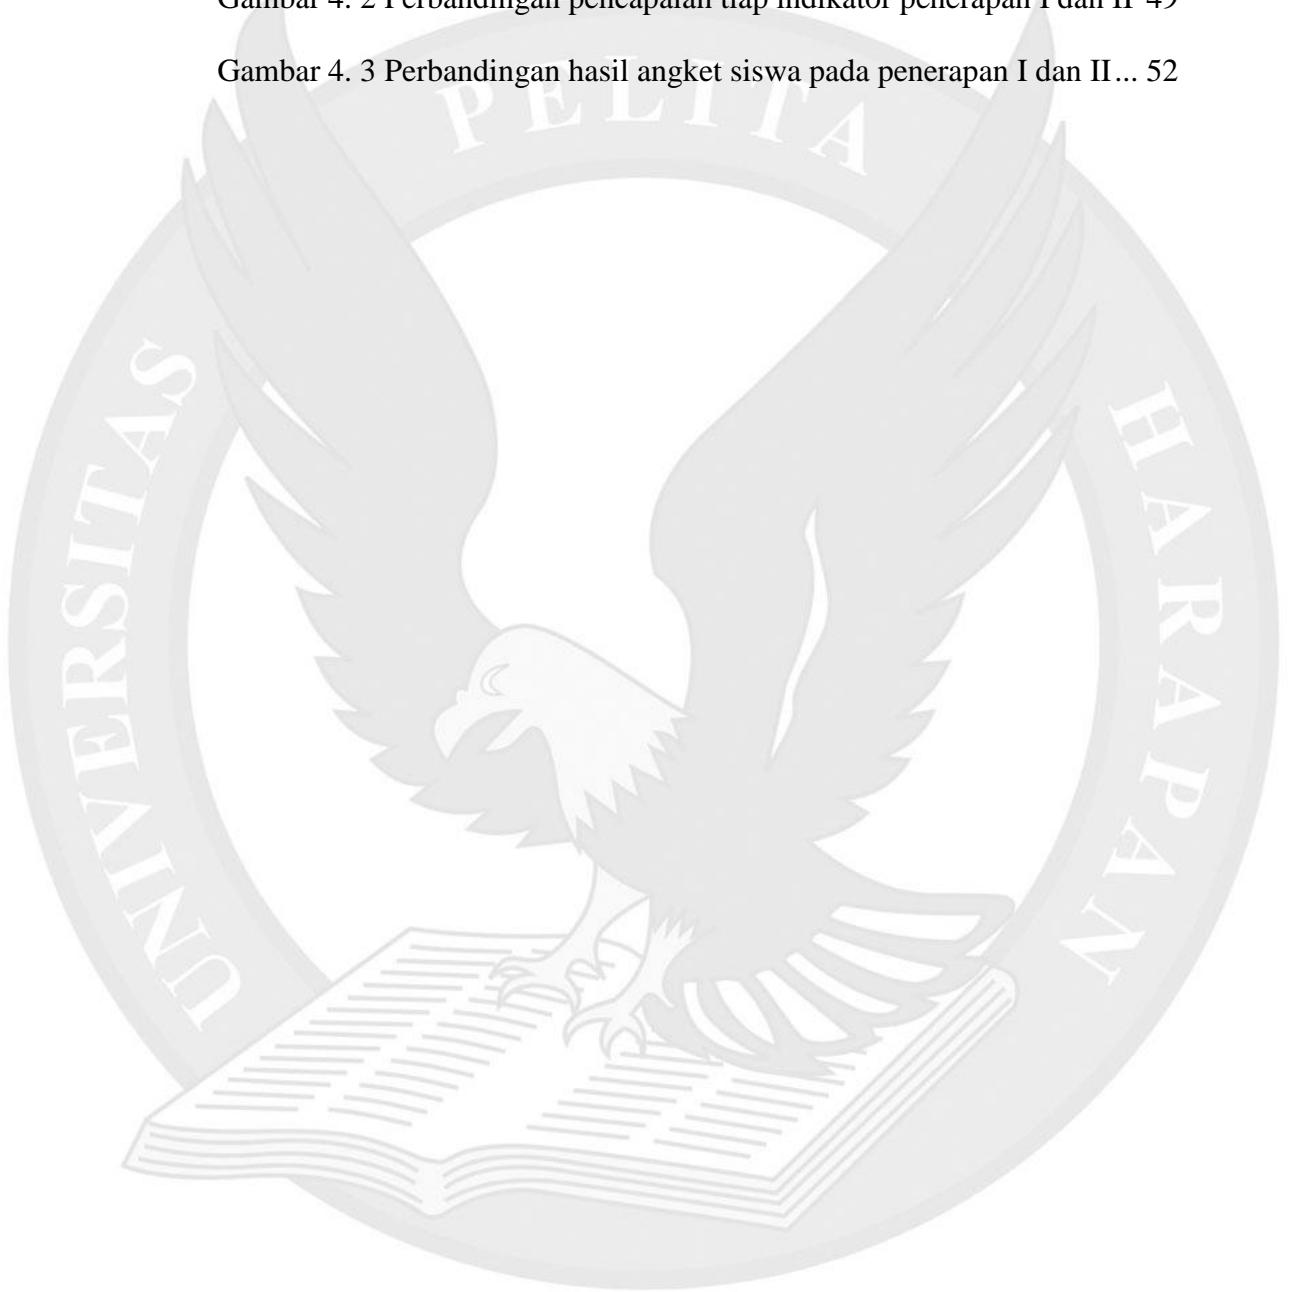 Gambar 4. 2 Perbandingan pencapaian tiap indikator penerapan I dan II 49
Gambar 4. 3 Perbandingan hasil angket siswa pada penerapan I dan II... 52
UNIVERSITAS PELITA HARAPAN